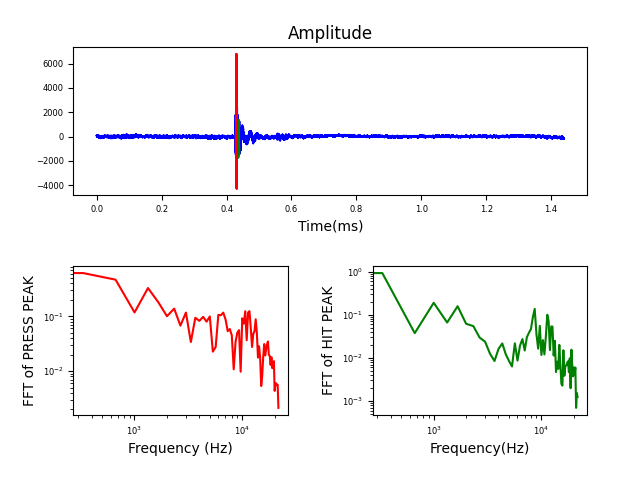 Amplitude
6000
4000
2000
0
−2000
−4000
0.0 0.2 0.4 0.6 0.8 1.0 1.2 1.4
Time(ms)
FFT of PRESS PEAK
10⁻¹
10⁻²
10³ 10⁴
Frequency (Hz)
FFT of HIT PEAK
10⁰
10⁻¹
10⁻²
10⁻³
10³ 10⁴
Frequency(Hz)